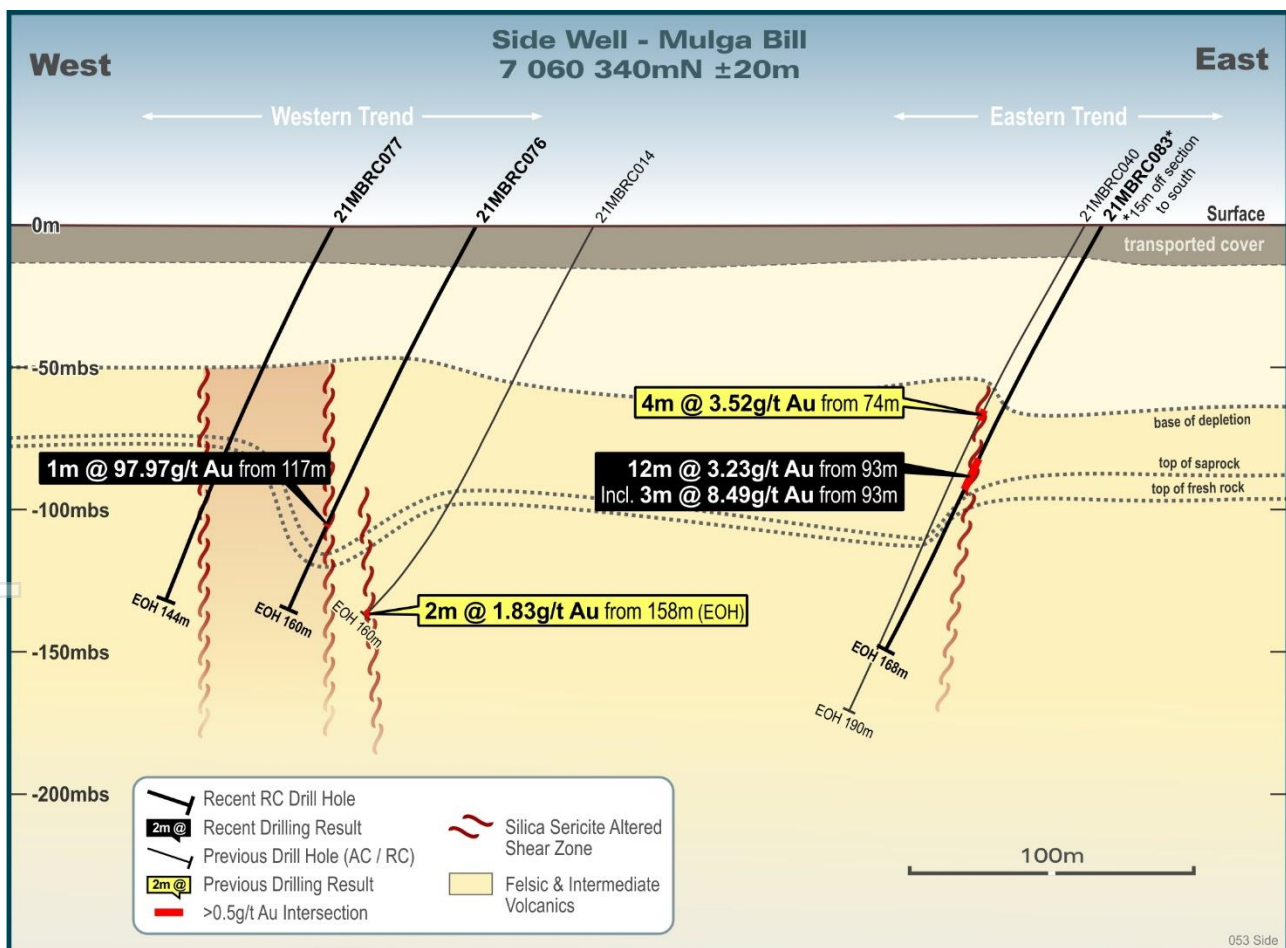 Side Well - Mulga Bill
7 060 340mN ±20m
West
East
Western Trend
Eastern Trend
21MBRC077
21MBRC076
21MBRC014
21MBRC040
21MBRC083*
*15m off section
to south
0m
Surface
transported cover
-50mbs
4m @ 3.52g/t Au from 74m
base of depletion
1m @ 97.97g/t Au from 117m
12m @ 3.23g/t Au from 93m
Incl. 3m @ 8.49g/t Au from 93m
top of saprock
top of fresh rock
-100mbs
EOH 144m
EOH 160m
EOH 160m
2m @ 1.83g/t Au from 158m (EOH)
-150mbs
EOH 168m
EOH 190m
-200mbs
Recent RC Drill Hole
2m @
Recent Drilling Result
Previous Drill Hole (AC / RC)
2m @
Previous Drilling Result
>0.5g/t Au Intersection
Silica Sericite Altered
Shear Zone
Felsic & Intermediate
Volcanics
100m
053 Side